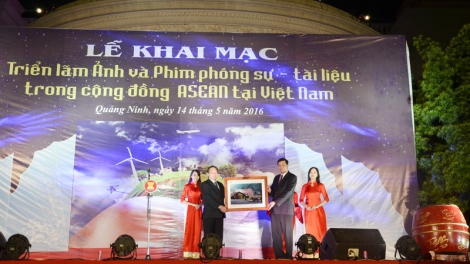 LỄ KHAI MẠC
Triển lãm Ảnh và Phim phóng sự - tài liệu
trong cộng đồng ASEAN tại Việt Nam
Quảng Ninh, ngày 14 tháng 5 năm 2016